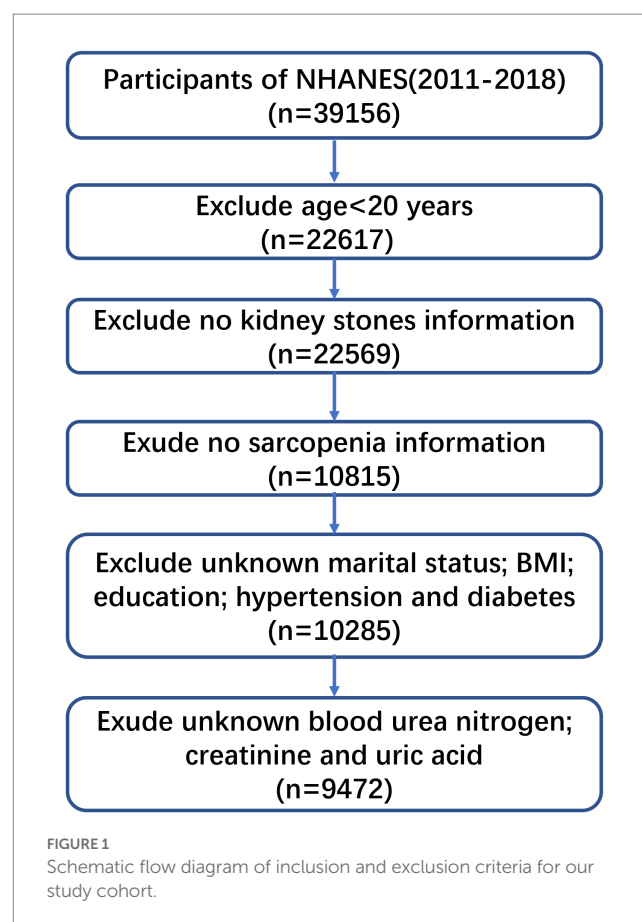 Participants of NHANES(2011-2018)
(n=39156)
Exclude age<20 years
(n=22617)
Exclude no kidney stones information
(n=22569)
Exude no sarcopenia information
(n=10815)
Exclude unknown marital status; BMI;
education; hypertension and diabetes
(n=10285)
Exude unknown blood urea nitrogen;
creatinine and uric acid
(n=9472)
FIGURE 1
Schematic flow diagram of inclusion and exclusion criteria for our
study cohort.